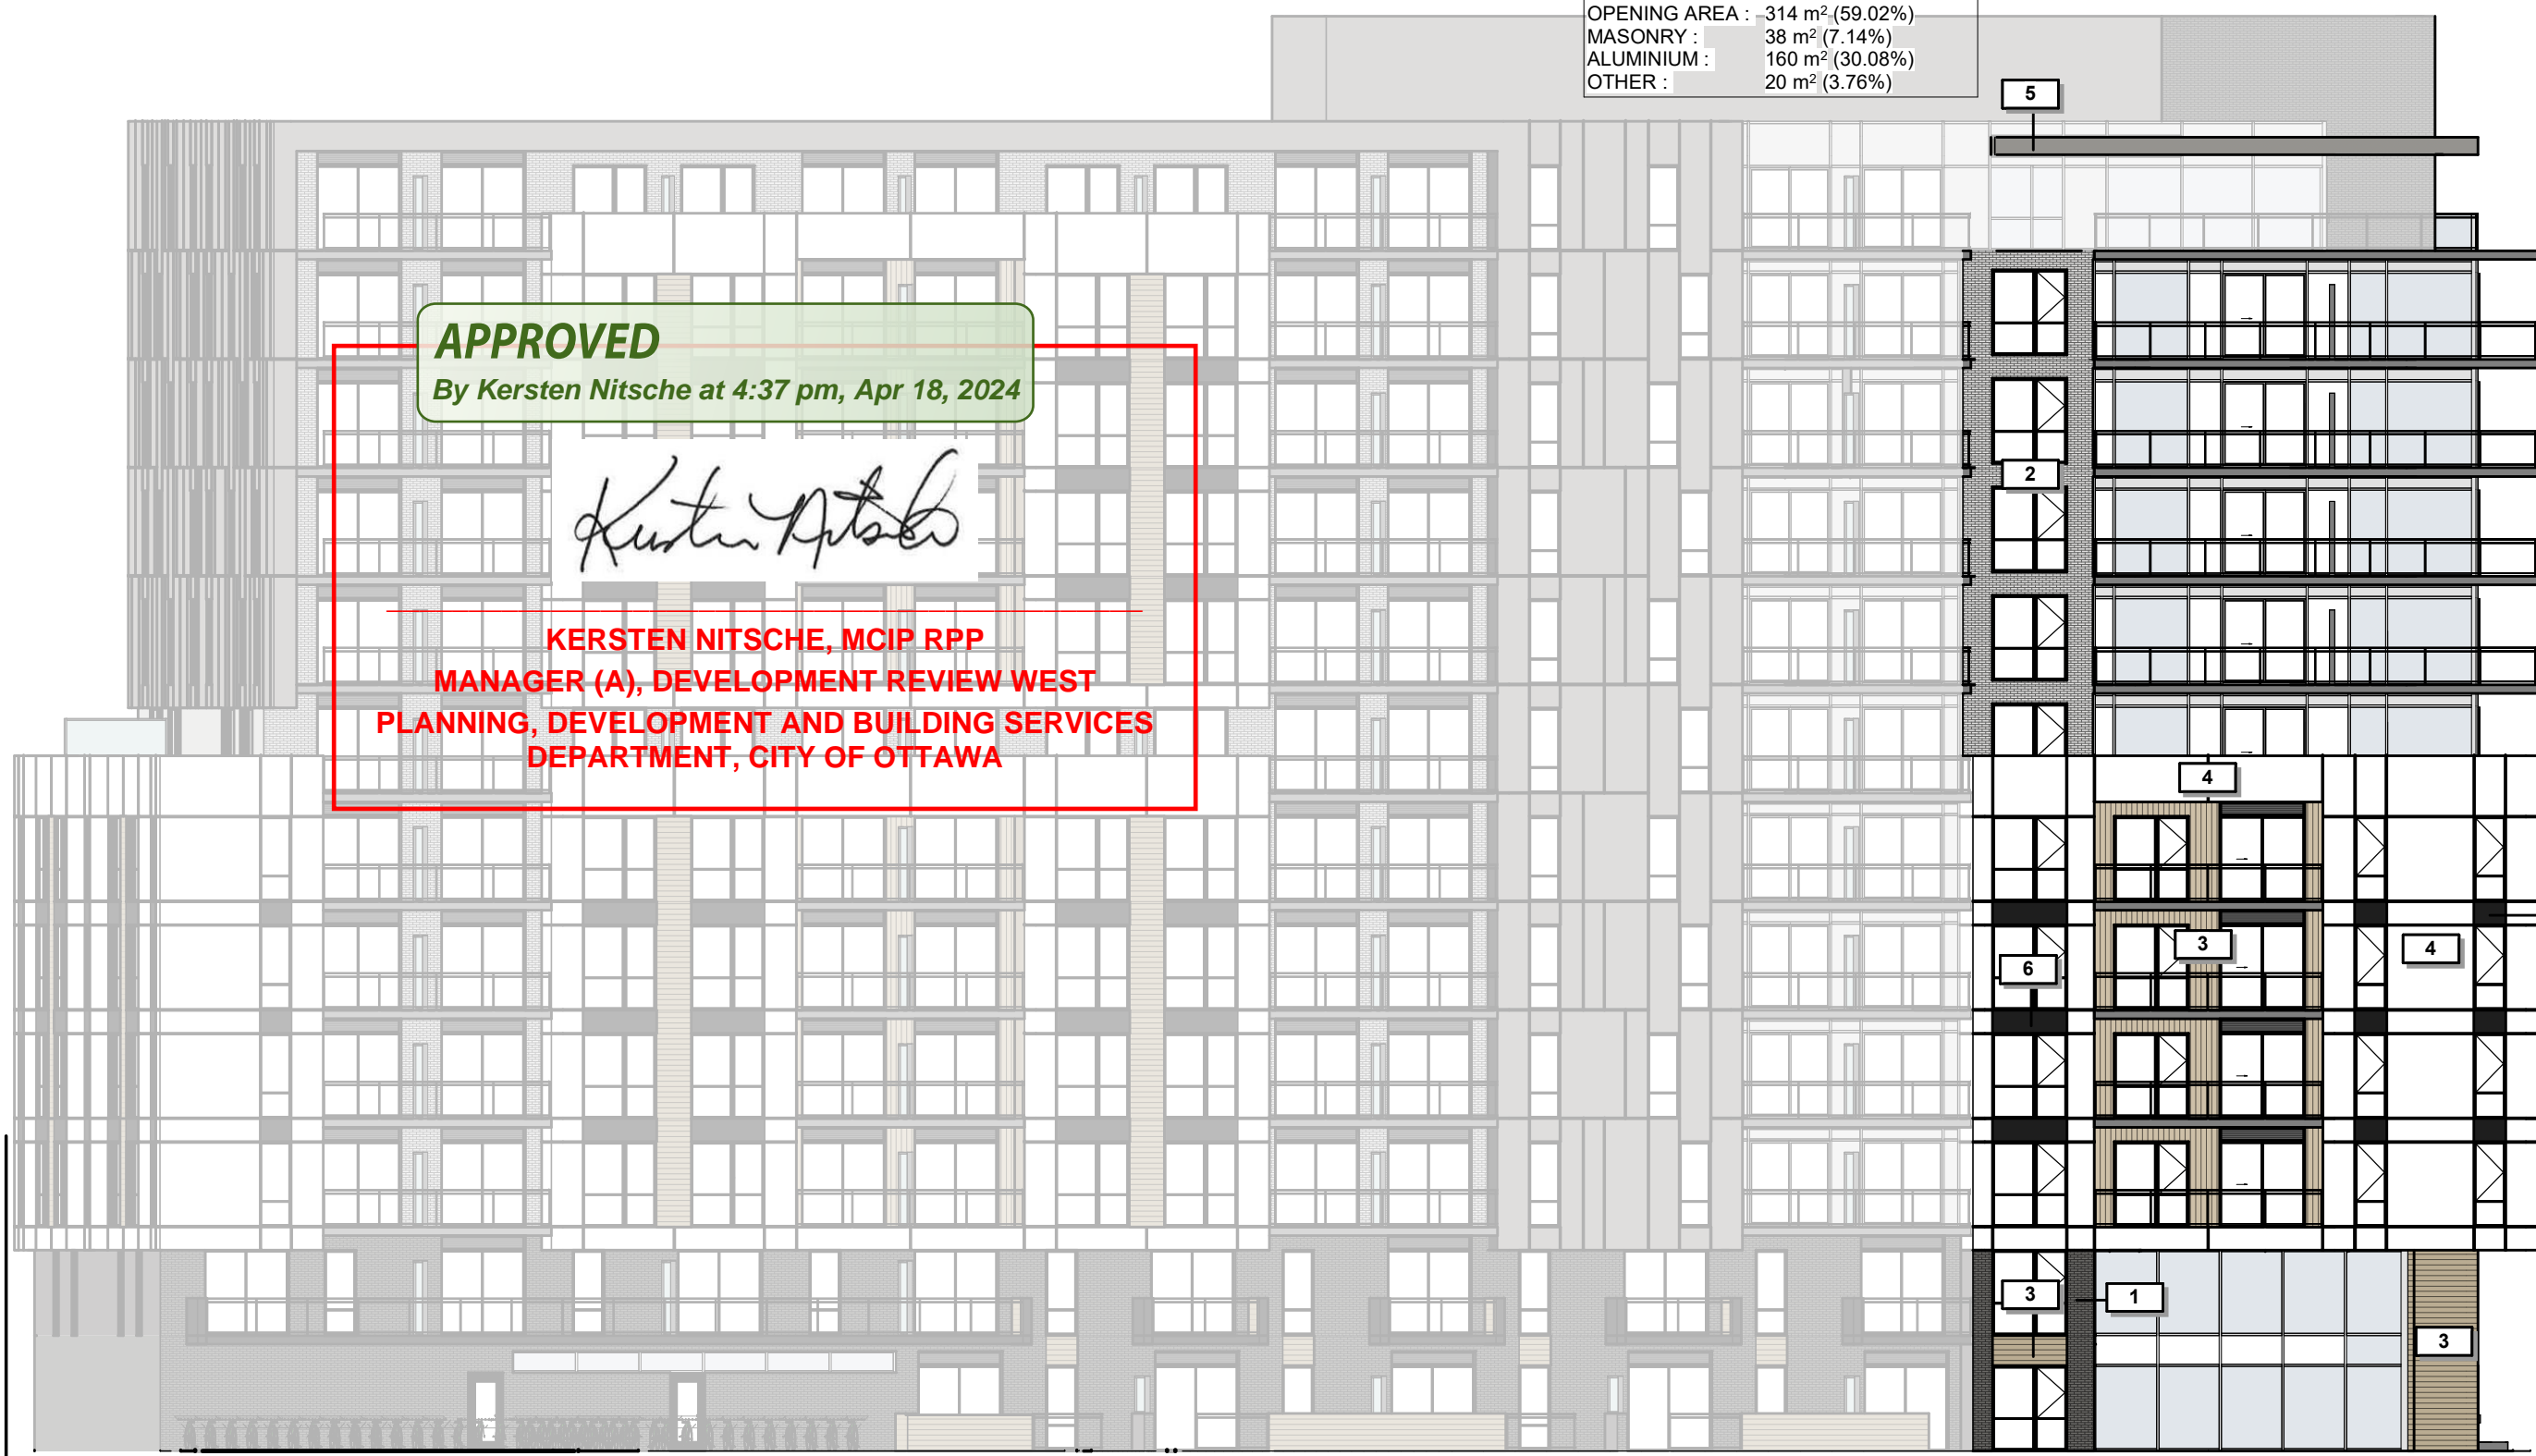 OPENING AREA : 314 m² (59.02%)
MASONRY : 38 m² (7.14%)
ALUMINIUM : 160 m² (30.08%)
OTHER : 20 m² (3.76%)
5
APPROVED
By Kersten Nitsche at 4:37 pm, Apr 18, 2024
2
Kersten Nitsche
KERSTEN NITSCHE, MCIP RPP
MANAGER (A), DEVELOPMENT REVIEW WEST
PLANNING, DEVELOPMENT AND BUILDING SERVICES
DEPARTMENT, CITY OF OTTAWA
4
3
4
6
3
1
3